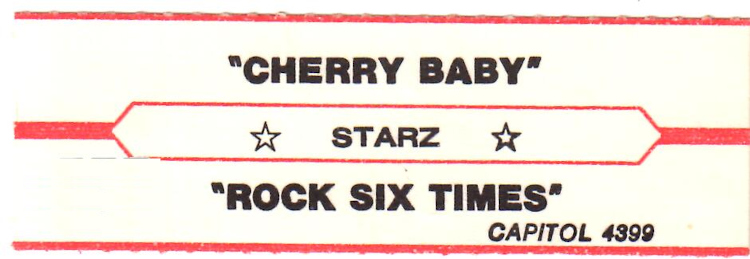 "CHERRY BABY"
☆ STARZ ☆
"ROCK SIX TIMES"
CAPITOL 4399